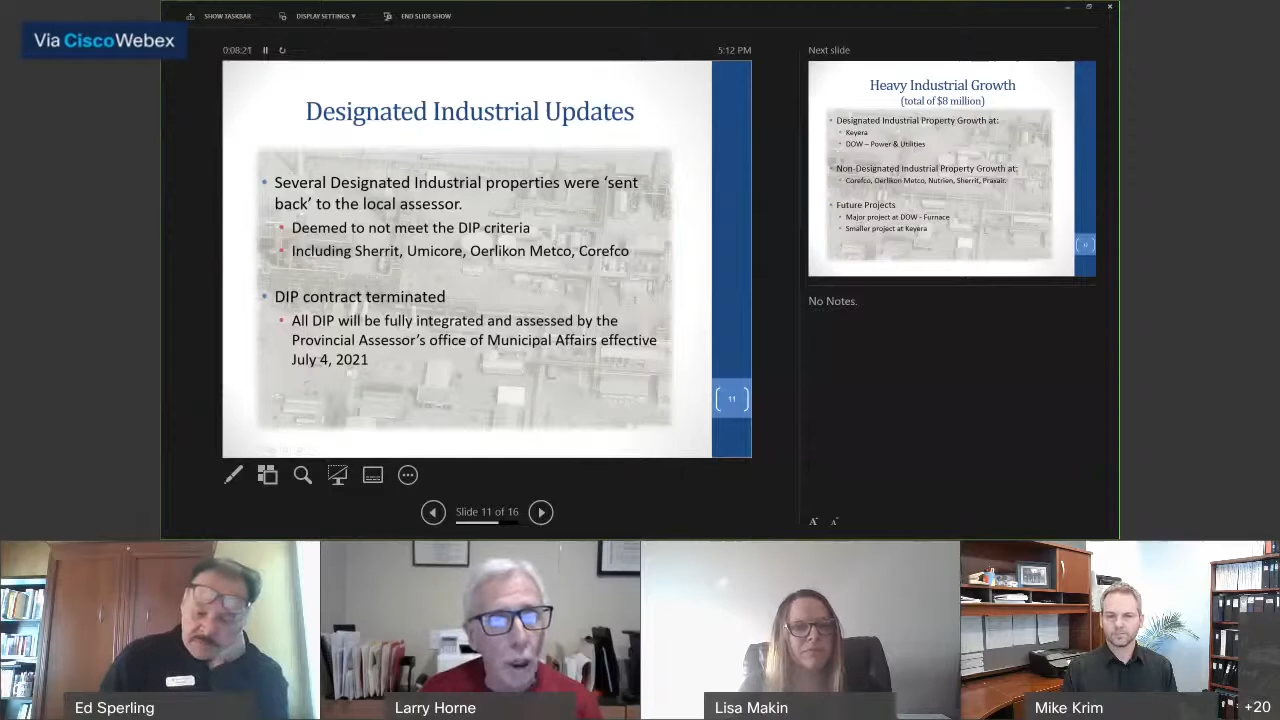 SHOW TASKBAR
DISPLAY SETTINGS ▾
END SLIDE SHOW
Via CiscoWebex
0:08:21
5:12 PM
Designated Industrial Updates
• Several Designated Industrial properties were ‘sent
back’ to the local assessor.
• Deemed to not meet the DIP criteria
• Including Sherrit, Umicore, Oerlikon Metco, Corefco
• DIP contract terminated
• All DIP will be fully integrated and assessed by the
Provincial Assessor’s office of Municipal Affairs effective
July 4, 2021
11
Slide 11 of 16
Next slide
Heavy Industrial Growth
(total of $8 million)
• Designated Industrial Property Growth at:
• Keyera
• DOW – Power & Utilities
• Non-Designated Industrial Property Growth at:
• Corefco, Oerlikon Metco, Nutrien, Sherrit, Praxair.
• Future Projects
• Major project at DOW - Furnace
• Smaller project at Keyera
No Notes.
A A
Ed Sperling
Larry Horne
Lisa Makin
Mike Krim
+20